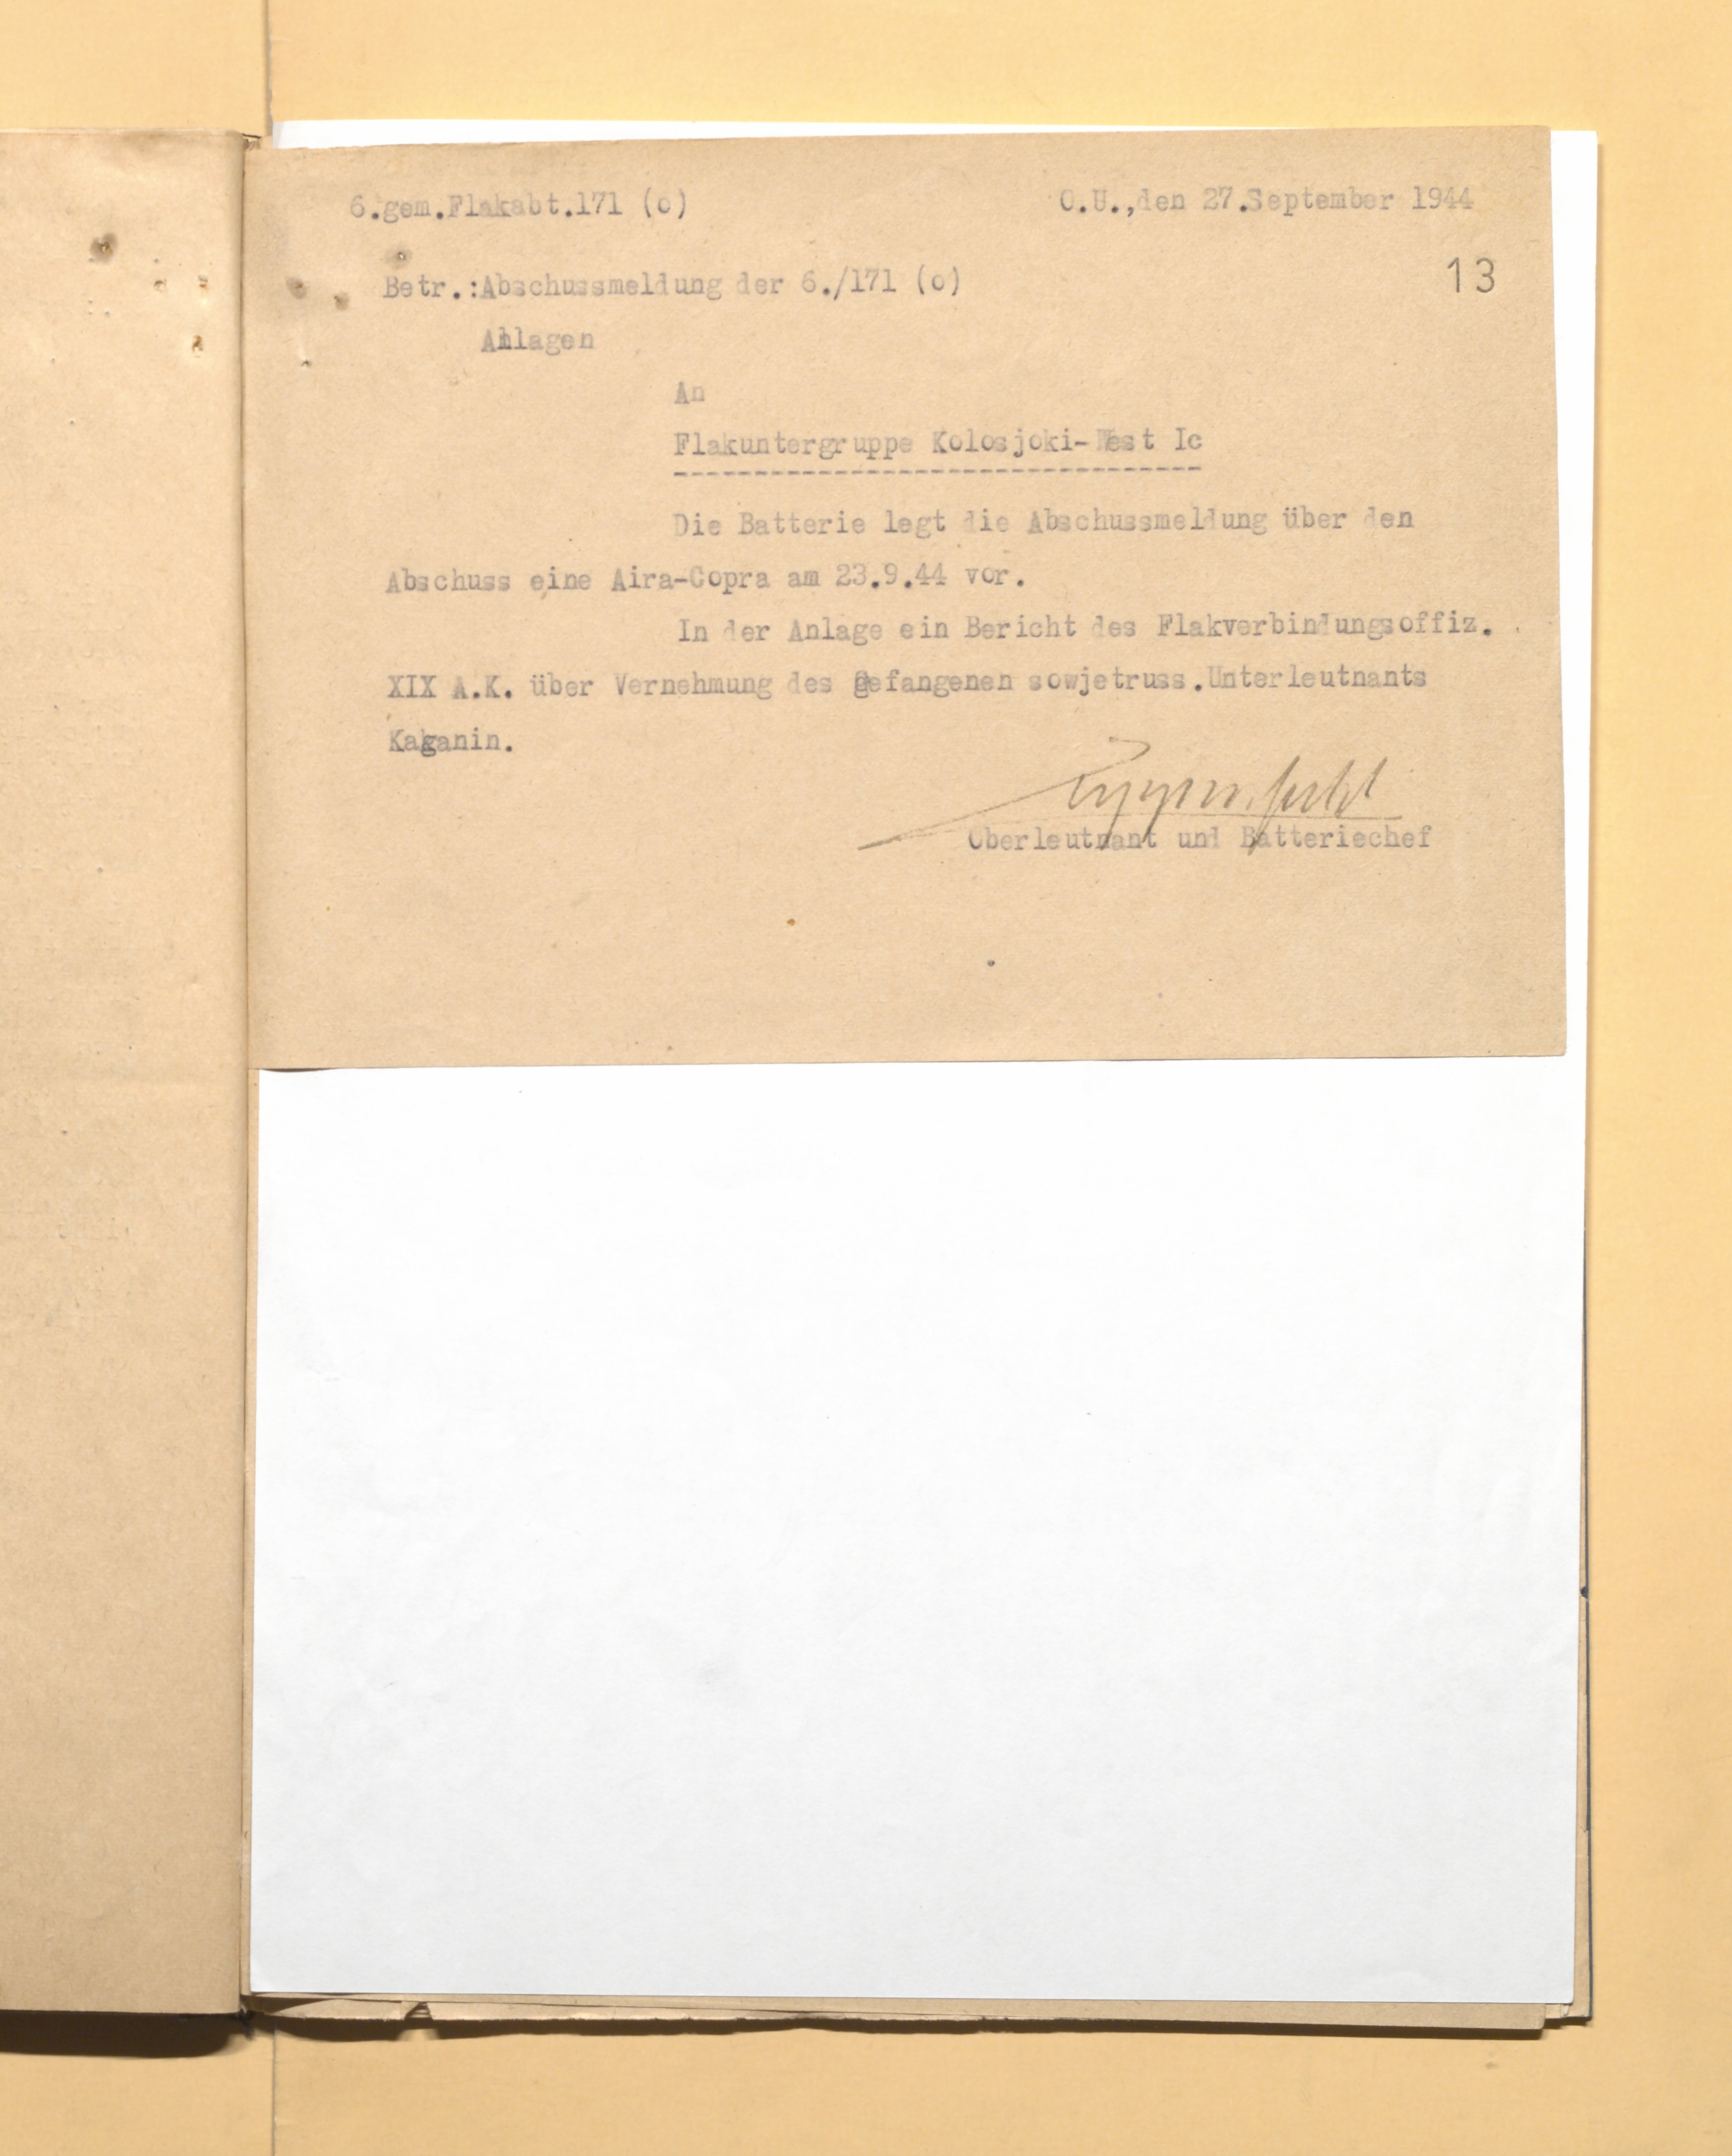 6.gem.Flakabt.171 (o)
O.U.,den 27.September 1944
13
Betr.:Abschussmeldung der 6./171 (o)
Anlagen
An
Flakuntergruppe Kolosjoki-West Ic
Die Batterie legt die Abschussmeldung über den
Abschuss eine Aira-Copra am 23.9.44 vor.
In der Anlage ein Bericht des Flakverbindungsoffiz.
XIX A.K. über Vernehmung des Gefangenen sowjetruss.Unterleutnants
Kaganin.
Oberleutnant und Batteriechef